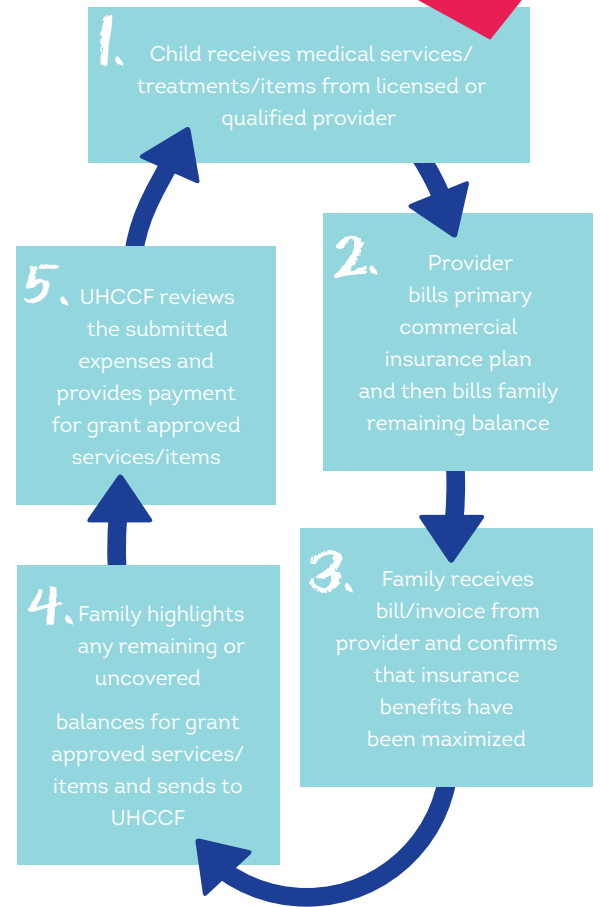 1. Child receives medical services/
treatments/items from licensed or
qualified provider
2. Provider
bills primary
commercial
insurance plan
and then bills family
remaining balance
3. Family receives
bill/invoice from
provider and confirms
that insurance
benefits have
been maximized
4. Family highlights
any remaining or
uncovered
balances for grant
approved services/
items and sends to
UHCCF
5. UHCCF reviews
the submitted
expenses and
provides payment
for grant approved
services/items